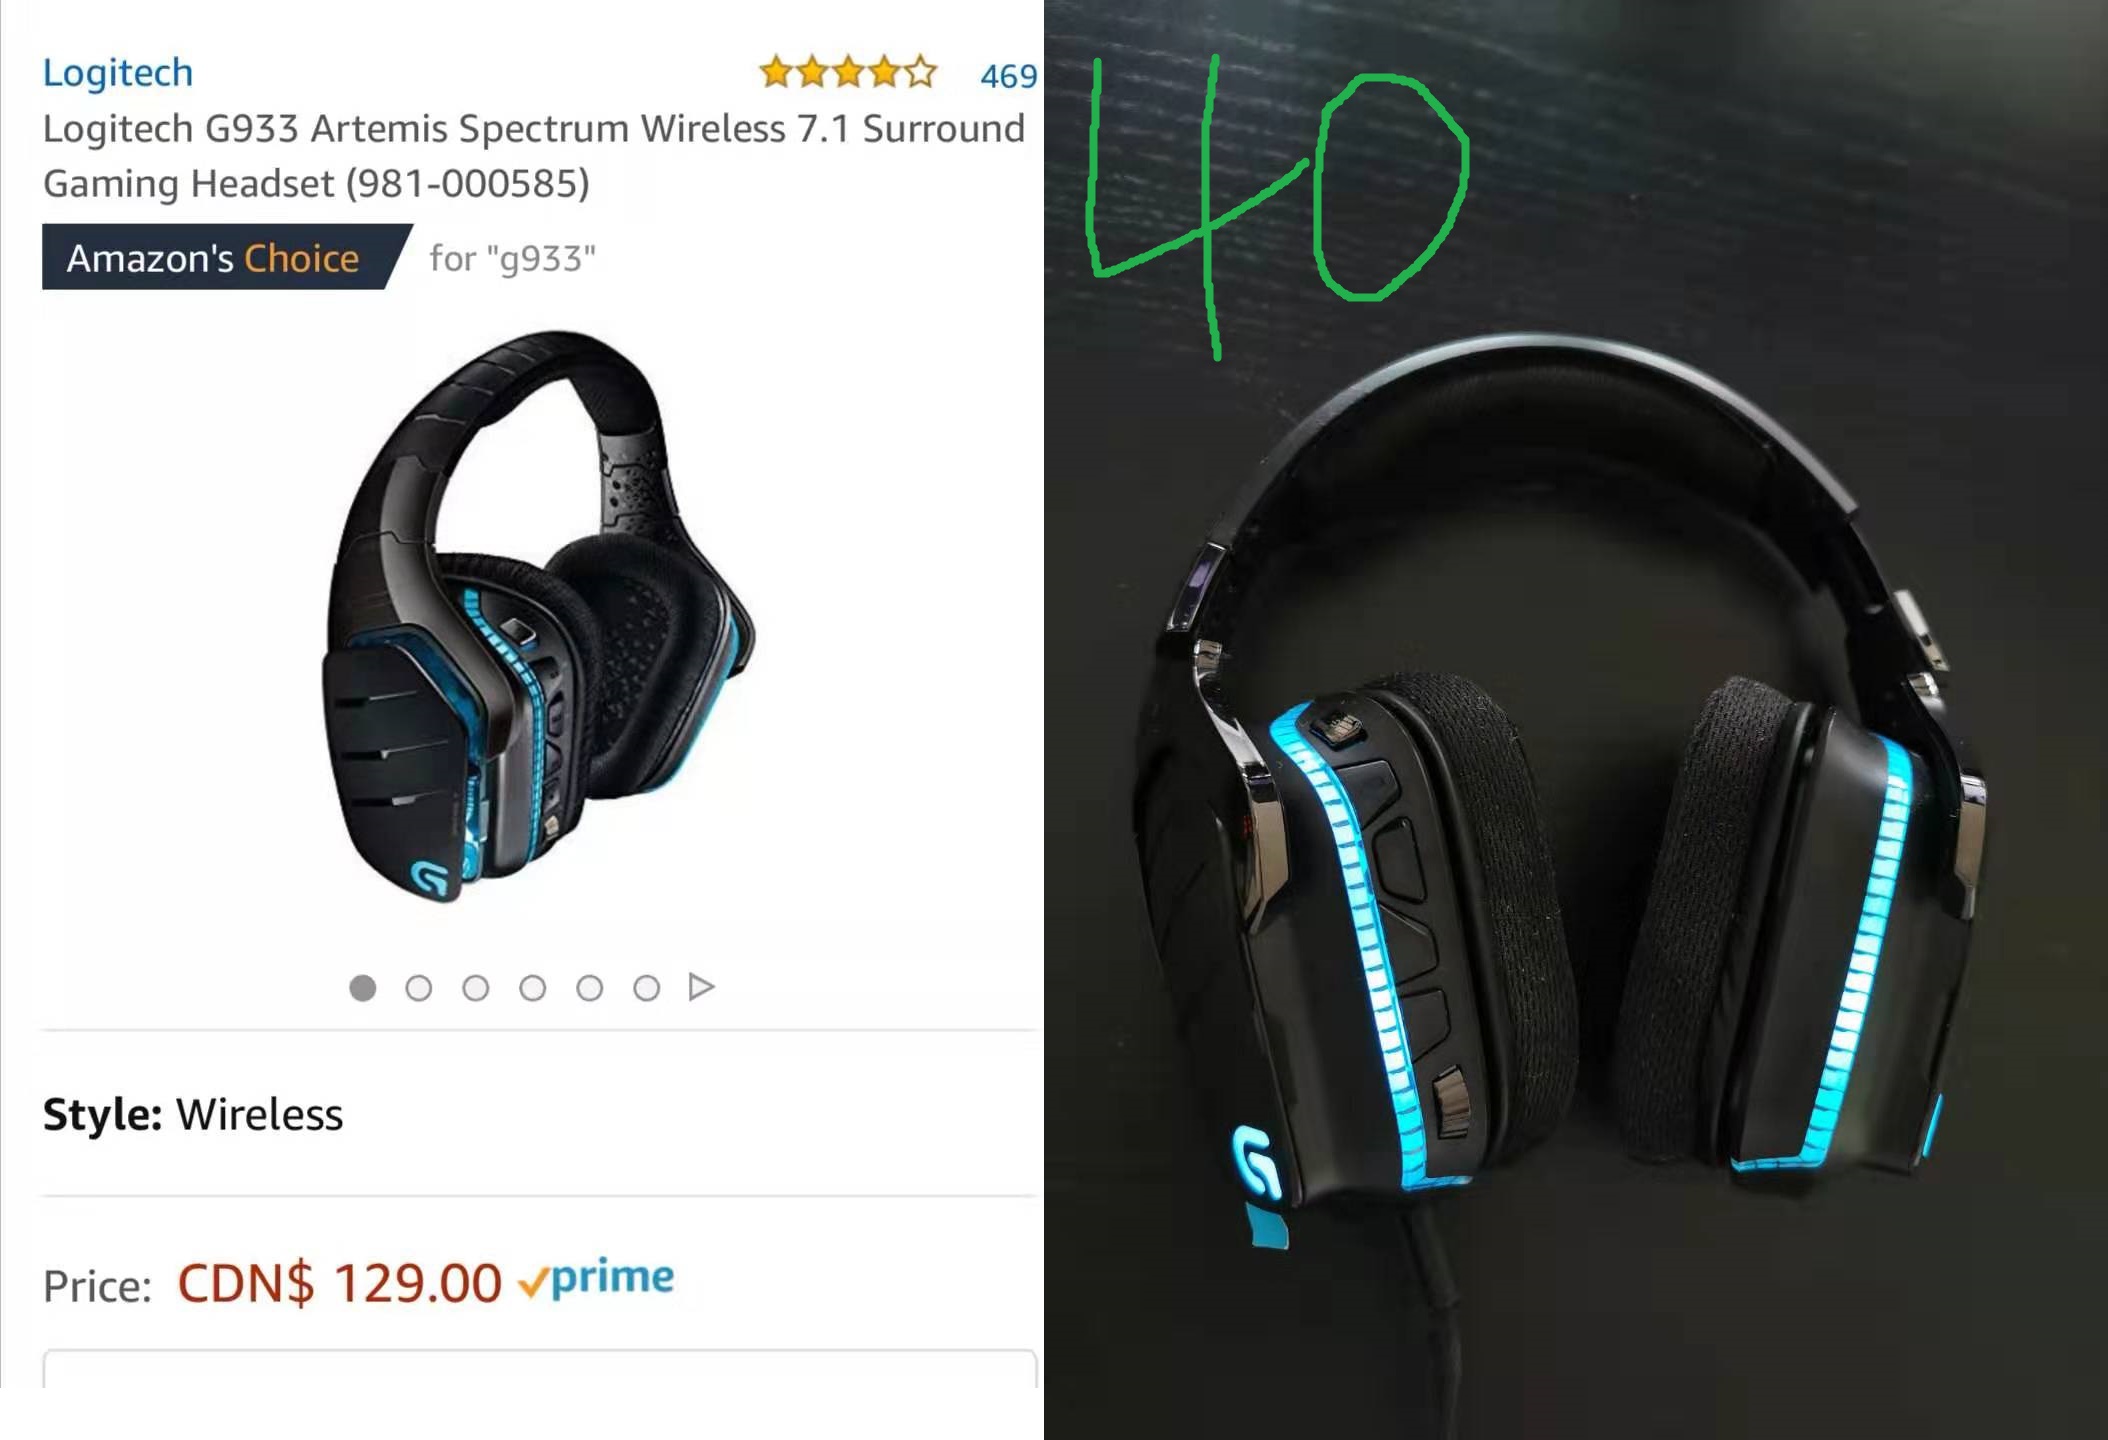 Logitech
469
Logitech G933 Artemis Spectrum Wireless 7.1 Surround
Gaming Headset (981-000585)
Amazon's Choice for "g933"
Style: Wireless
Price: CDN$ 129.00 prime
40